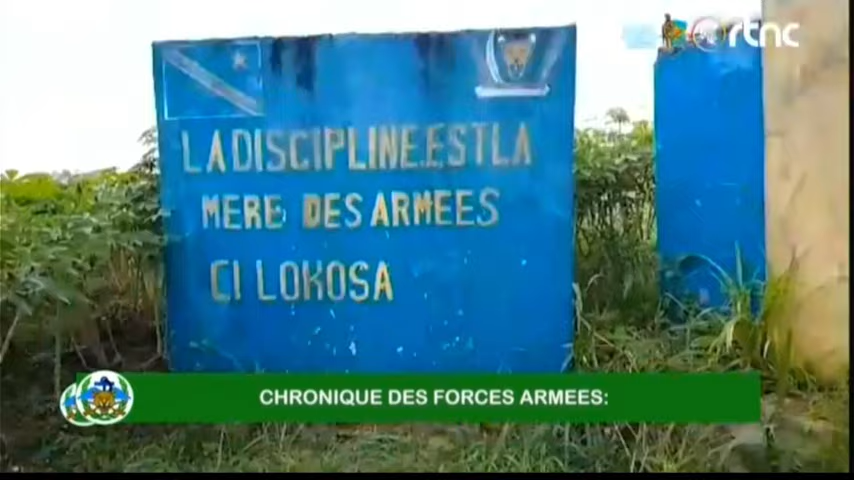 rtnc
LA DISCIPLINE EST LA
MERE DES ARMEES
CI LOKOSA
CHRONIQUE DES FORCES ARMEES: